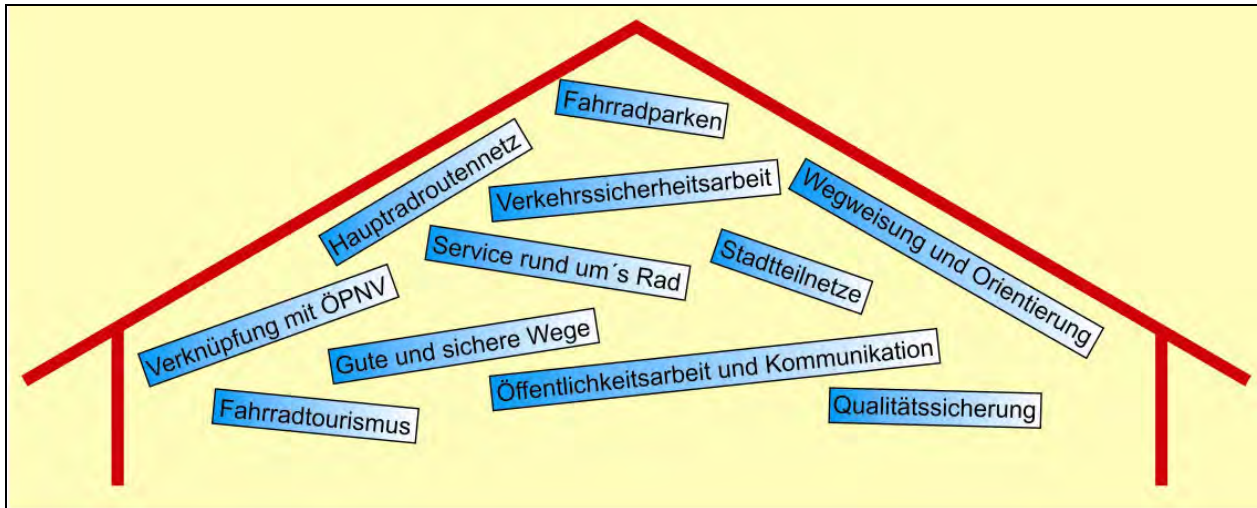 Fahrradparken
Hauptradroutennetz
Verkehrssicherheitsarbeit
Wegweisung und Orientierung
Service rund um´s Rad
Stadtteilnetze
Verknüpfung mit ÖPNV
Gute und sichere Wege
Öffentlichkeitsarbeit und Kommunikation
Fahrradtourismus
Qualitätssicherung